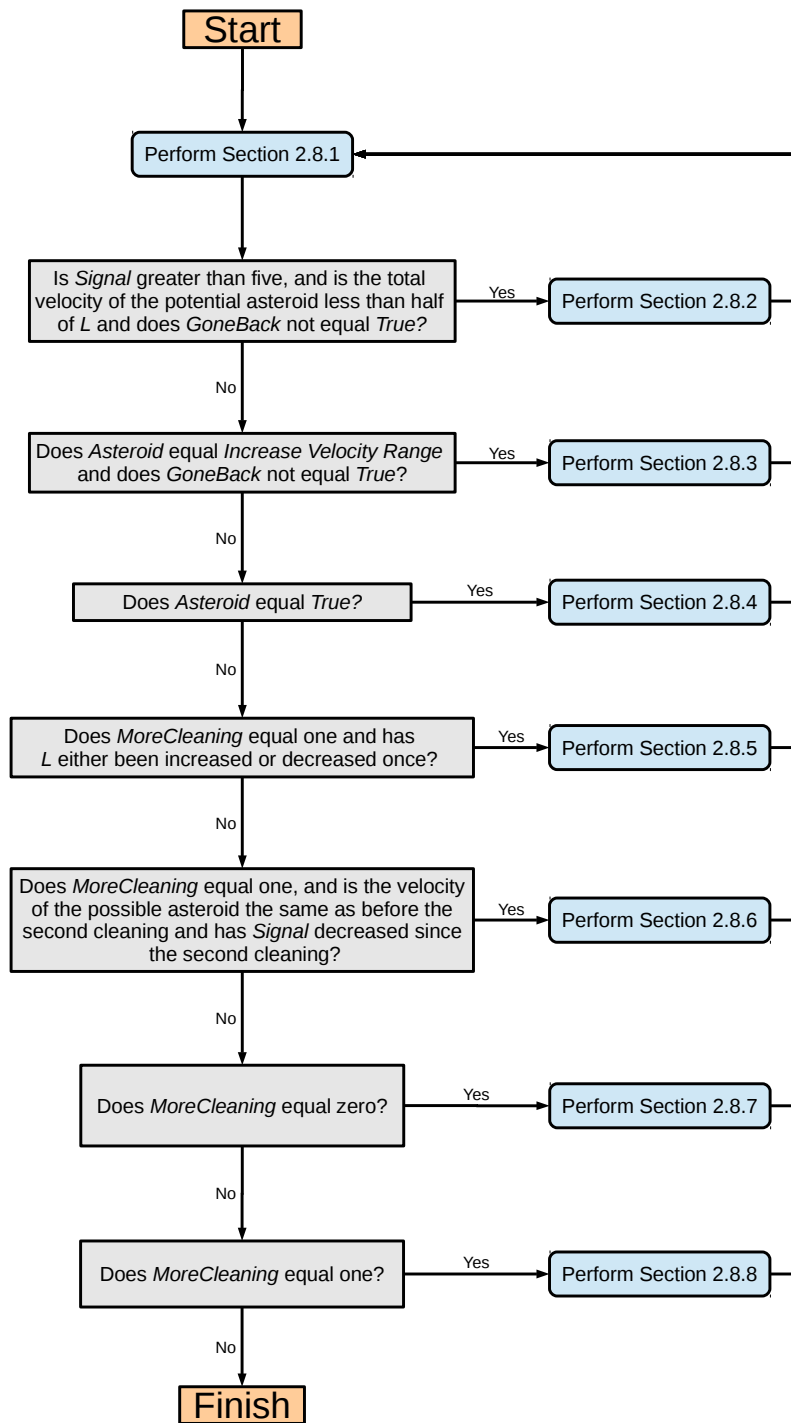 Start
Perform Section 2.8.1
Is Signal greater than five, and is the total
velocity of the potential asteroid less than half
of L and does GoneBack not equal True?
Yes
Perform Section 2.8.2
No
Does Asteroid equal Increase Velocity Range
and does GoneBack not equal True?
Yes
Perform Section 2.8.3
No
Does Asteroid equal True?
Yes
Perform Section 2.8.4
No
Does MoreCleaning equal one and has
L either been increased or decreased once?
Yes
Perform Section 2.8.5
No
Does MoreCleaning equal one, and is the velocity
of the possible asteroid the same as before the
second cleaning and has Signal decreased since
the second cleaning?
Yes
Perform Section 2.8.6
No
Does MoreCleaning equal zero?
Yes
Perform Section 2.8.7
No
Does MoreCleaning equal one?
Yes
Perform Section 2.8.8
No
Finish